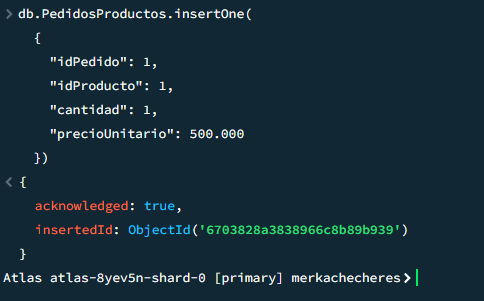 > db.PedidosProductos.insertOne(
{
"idPedido": 1,
"idProducto": 1,
"cantidad": 1,
"precioUnitario": 500.000
})
< {
acknowledged: true,
insertedId: ObjectId('6703828a3838966c8b89b939')
}
Atlas atlas-8yev5n-shard-0 [primary] merkachecheres>